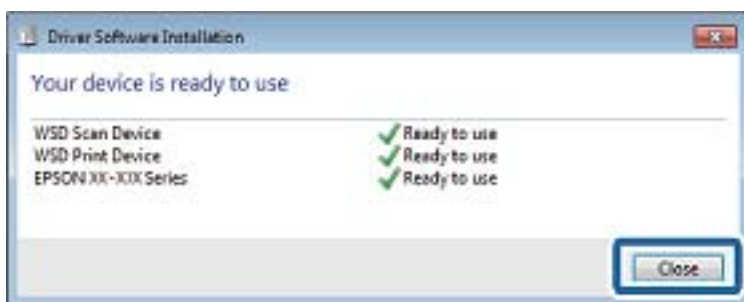 Driver Software Installation
Your device is ready to use
WSD Scan Device Ready to use
WSD Print Device Ready to use
EPSON XX-XXX Series Ready to use
Close